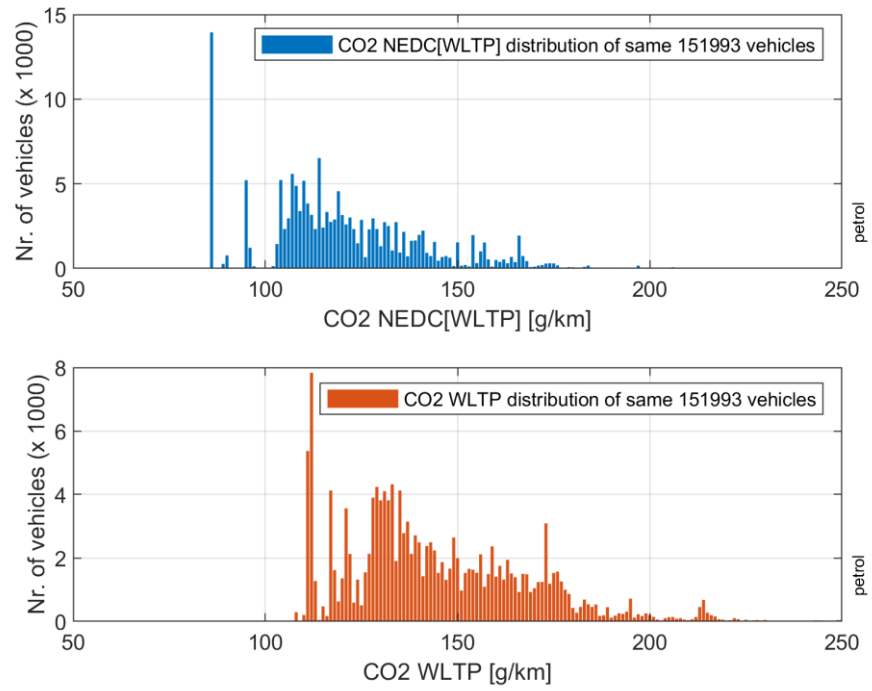 15
10
5
0
Nr. of vehicles (x 1000)
CO2 NEDC[WLTP] distribution of same 151993 vehicles
petrol
50 100 150 200 250
CO2 NEDC[WLTP] [g/km]
8
6
4
2
0
Nr. of vehicles (x 1000)
CO2 WLTP distribution of same 151993 vehicles
petrol
50 100 150 200 250
CO2 WLTP [g/km]